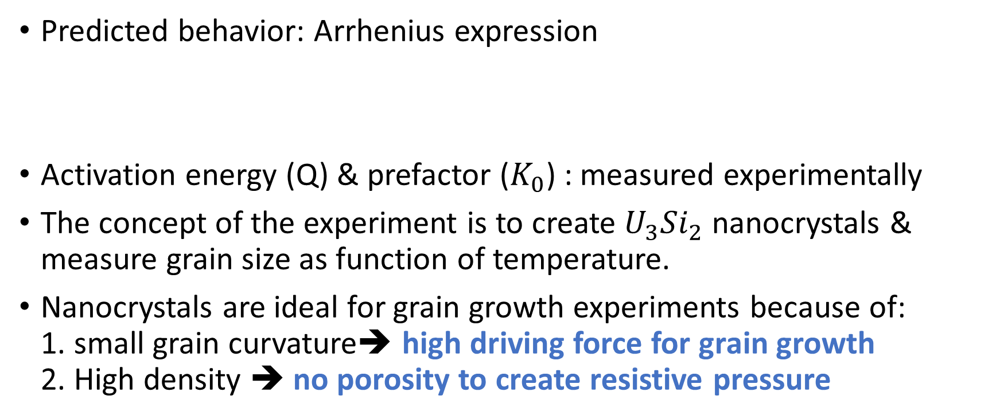 • Predicted behavior: Arrhenius expression
• Activation energy (Q) & prefactor (K₀) : measured experimentally
• The concept of the experiment is to create U₃Si₂ nanocrystals &
measure grain size as function of temperature.
• Nanocrystals are ideal for grain growth experiments because of:
1. small grain curvature➔ high driving force for grain growth
2. High density ➔ no porosity to create resistive pressure